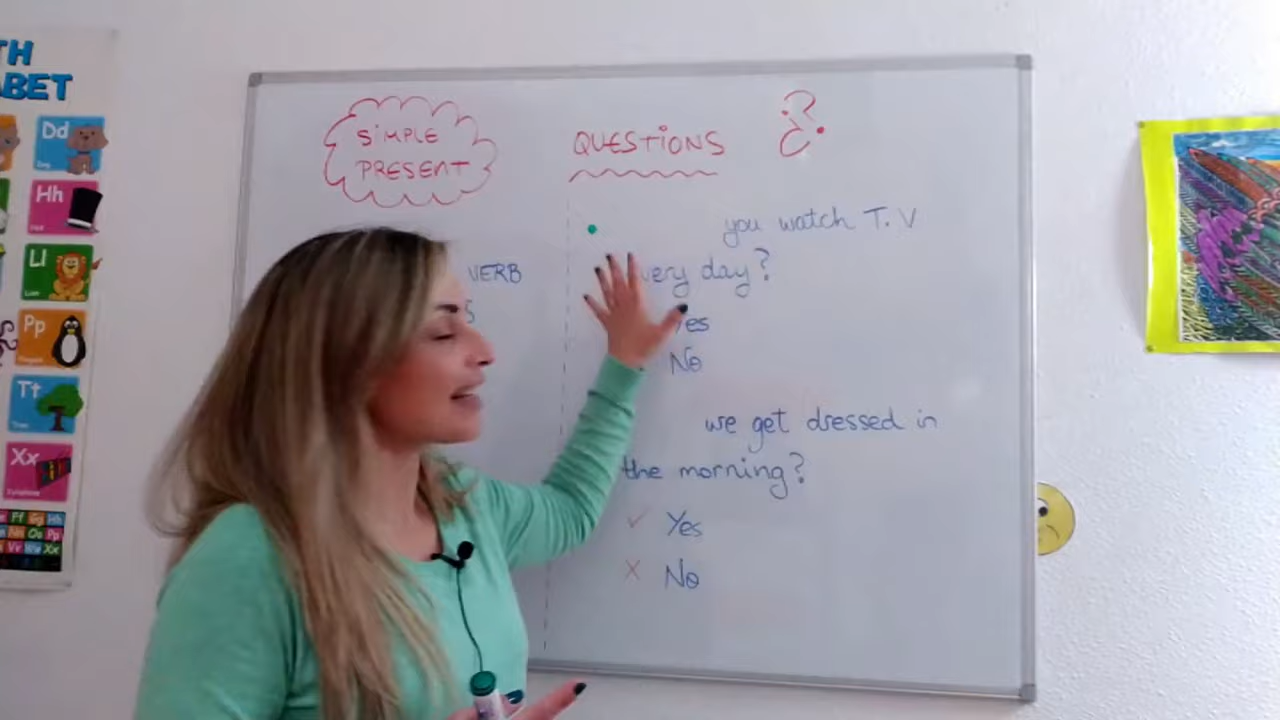 TH
ABET
Dd
Hh
Ll
Pp
Tt
Xx
SIMPLE
PRESENT
VERB
S
QUESTIONS ¿?
you watch T.V
very day?
Yes
No
we get dressed in
the morning?
✓ Yes
X No